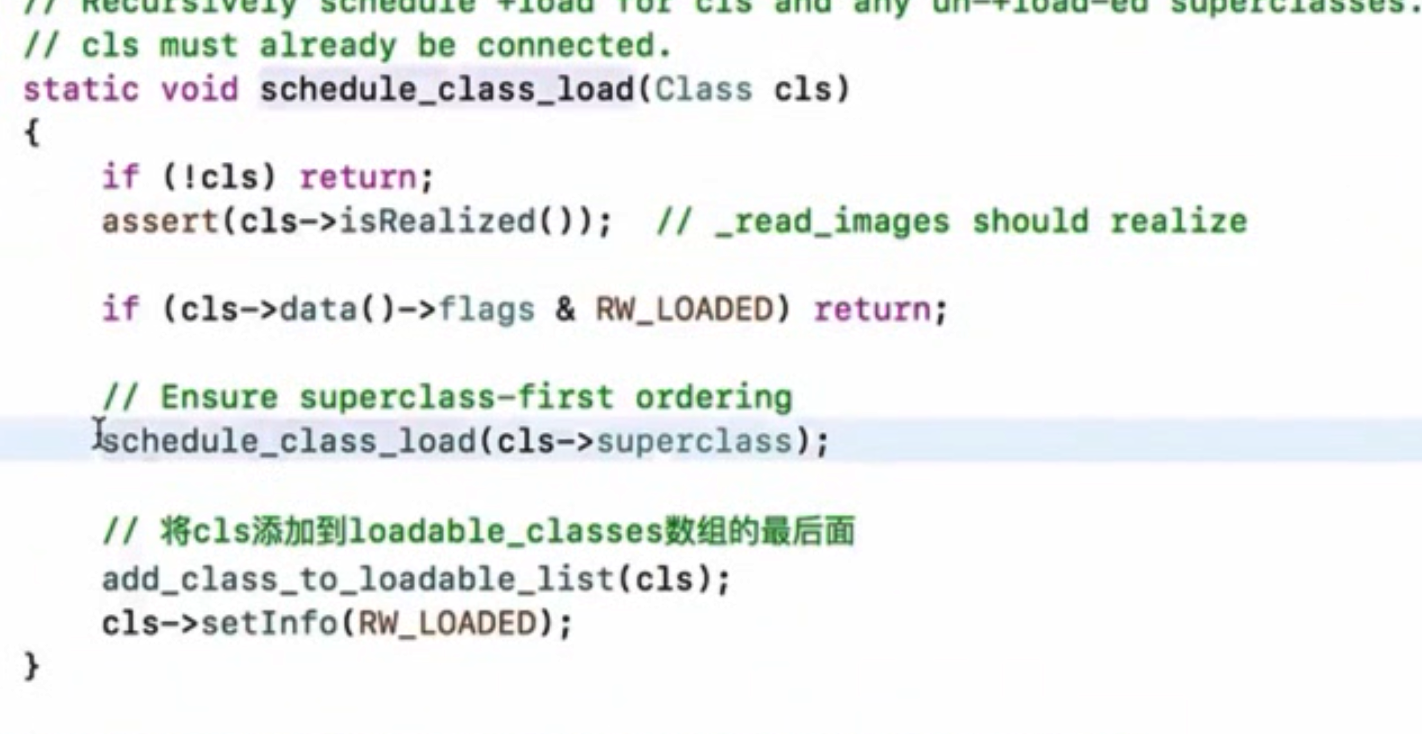 // Recursively schedule +load for cls and any un-+load-ed superclasses.
// cls must already be connected.
static void schedule_class_load(Class cls)
{
if (!cls) return;
assert(cls->isRealized());  // _read_images should realize
if (cls->data()->flags & RW_LOADED) return;
// Ensure superclass-first ordering
schedule_class_load(cls->superclass);
// 将cls添加到loadable_classes数组的最后面
add_class_to_loadable_list(cls);
cls->setInfo(RW_LOADED);
}